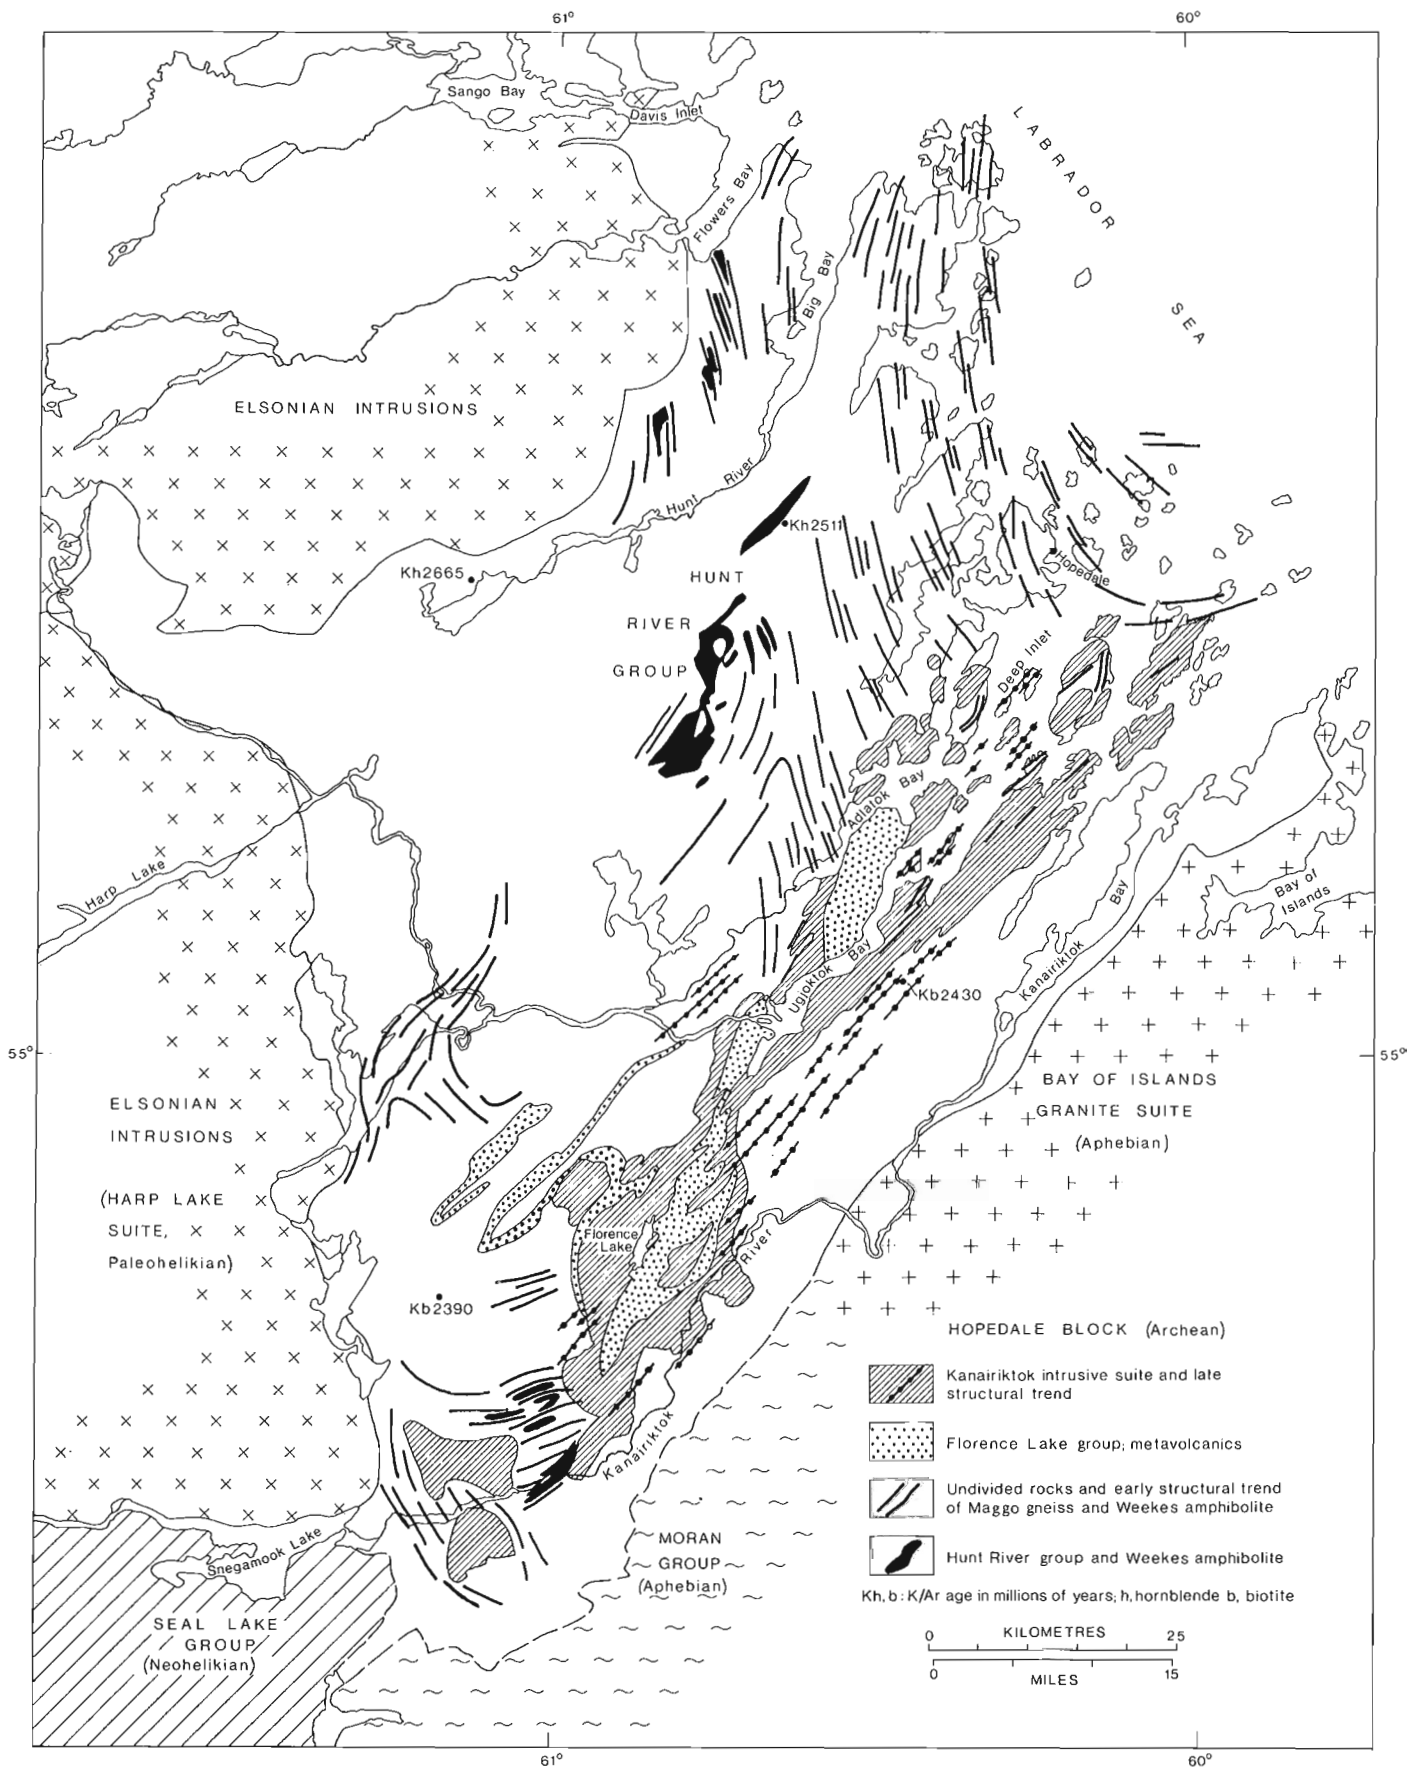 61°
60°
Sango Bay
Davis Inlet
LABRADOR
SEA
Flowers Bay
Big Bay
ELSONIAN INTRUSIONS
Hunt River
Kh2511
Kh2665
HUNT
RIVER
GROUP
Hopedale
Deep Inlet
Adlatok Bay
Harp Lake
Bay of
Islands
Kanairiktok Bay
Ugjoktok Bay
Kb2430
55°
55°
BAY OF ISLANDS
GRANITE SUITE
(Aphebian)
ELSONIAN
INTRUSIONS
(HARP LAKE
SUITE,
Paleohelikian)
Florence
Lake
Kb2390
Kanairiktok River
HOPEDALE BLOCK (Archean)
Kanairiktok intrusive suite and late
structural trend
Florence Lake group; metavolcanics
Undivided rocks and early structural trend
of Maggo gneiss and Weekes amphibolite
Hunt River group and Weekes amphibolite
Kh, b : K/Ar age in millions of years; h, hornblende b, biotite
KILOMETRES
0 25
0 15
MILES
Snegamook Lake
MORAN
GROUP
(Aphebian)
SEAL LAKE
GROUP
(Neohelikian)
61°
60°